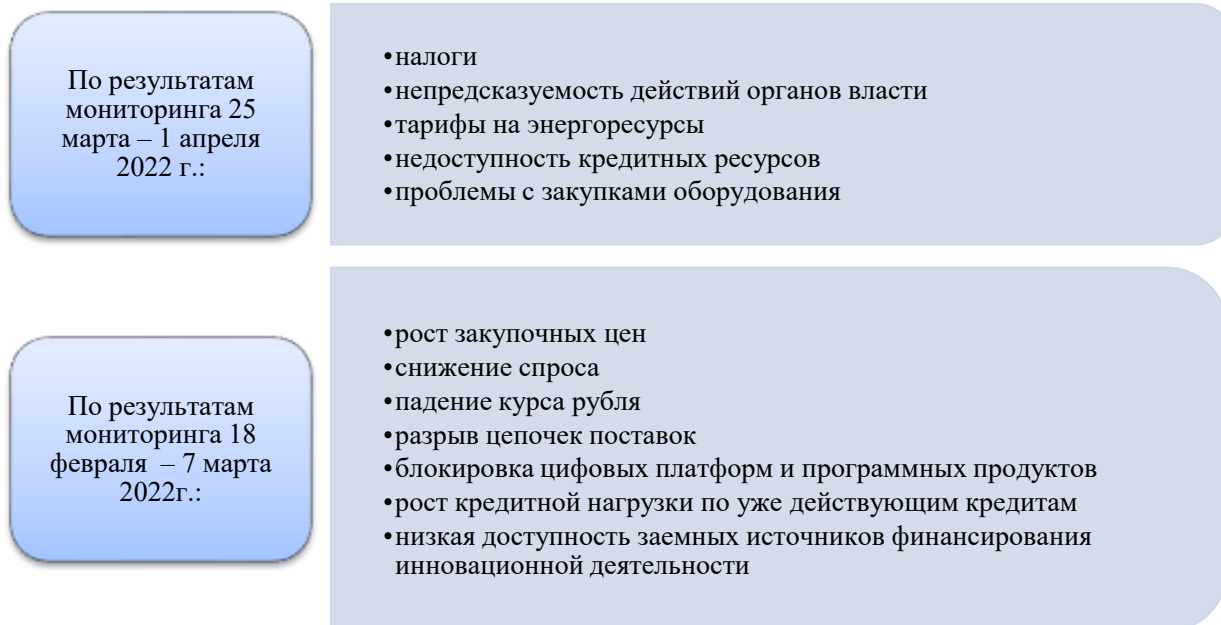 По результатам
мониторинга 25
марта – 1 апреля
2022 г.:
•налоги
•непредсказуемость действий органов власти
•тарифы на энергоресурсы
•недоступность кредитных ресурсов
•проблемы с закупками оборудования
По результатам
мониторинга 18
февраля – 7 марта
2022г.:
•рост закупочных цен
•снижение спроса
•падение курса рубля
•разрыв цепочек поставок
•блокировка цифовых платформ и программных продуктов
•рост кредитной нагрузки по уже действующим кредитам
•низкая доступность заемных источников финансирования
инновационной деятельности